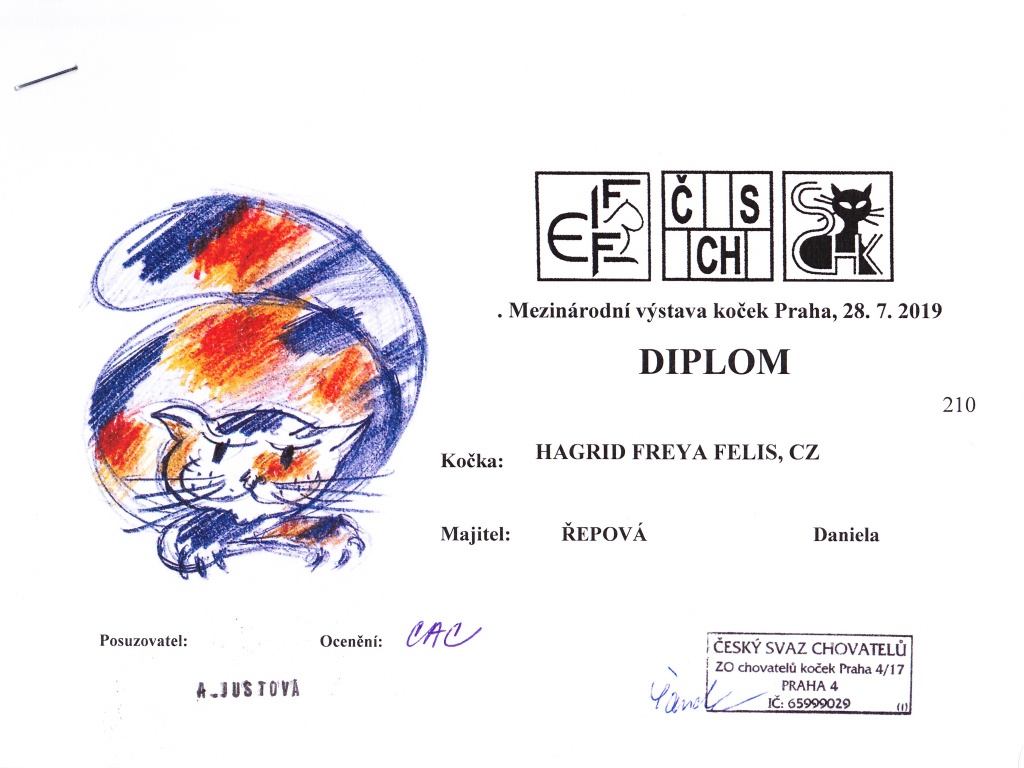 FIFE
Č S
CH
SCHK
. Mezinárodní výstava koček Praha, 28. 7. 2019
DIPLOM
210
Kočka: HAGRID FREYA FELIS, CZ
Majitel: ŘEPOVÁ Daniela
Posuzovatel: Ocenění: CAC
A.JUSTOVÁ
ČESKÝ SVAZ CHOVATELŮ
ZO chovatelů koček Praha 4/17
PRAHA 4
IČ: 65999029
(1)